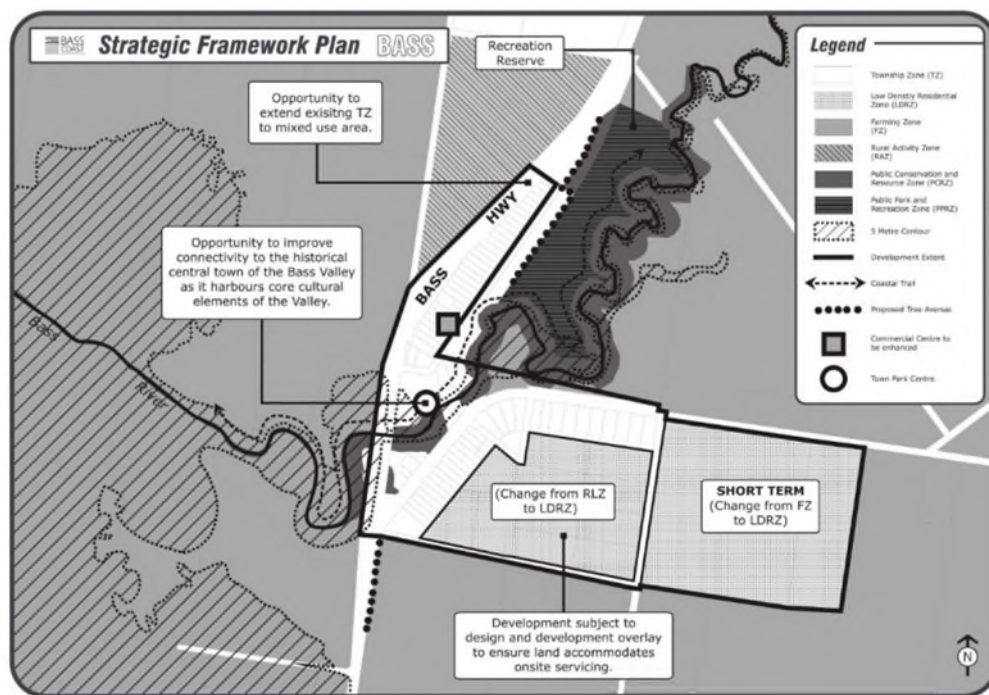 BASS
COAST
Strategic Framework Plan
BASS
Recreation
Reserve
Opportunity to
extend exisitng TZ
to mixed use area.
Opportunity to improve
connectivity to the historical
central town of the Bass Valley
as it harbours core cultural
elements of the Valley.
BASS HWY
Bass River
(Change from RLZ
to LDRZ)
SHORT TERM
(Change from FZ
to LDRZ)
Development subject to
design and development overlay
to ensure land accommodates
onsite servicing.
Legend
Township Zone (TZ)
Low Density Residential
Zone (LDRZ)
Farming Zone
(FZ)
Rural Activity Zone
(RAZ)
Public Conservation and
Resource Zone (PCRZ)
Public Park and
Recreation Zone (PPRZ)
5 Metre Contour
Development Extent
Coastal Trail
Proposed Tree Avenue
Commercial Centre to
be enhanced
Town Park Centre
N